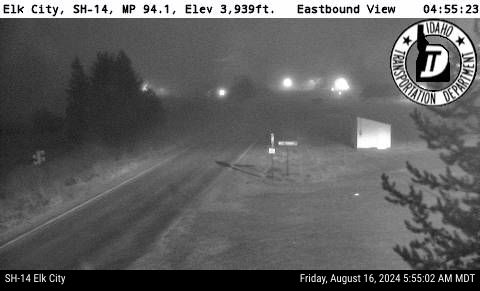 Elk City, SH-14, MP 94.1, Elev 3,939ft.   Eastbound View   04:55:23
IDAHO
TRANSPORTATION DEPARTMENT
SH-14 Elk City
Friday, August 16, 2024 5:55:02 AM MDT